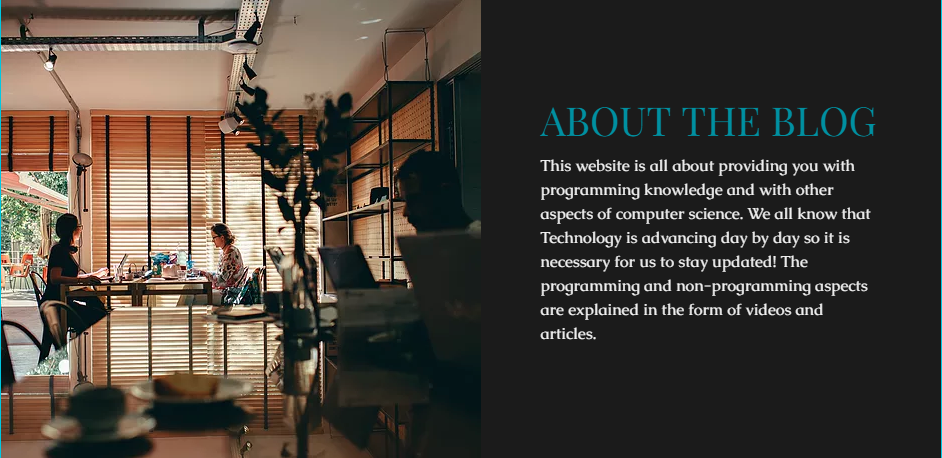 ABOUT THE BLOG
This website is all about providing you with
programming knowledge and with other
aspects of computer science. We all know that
Technology is advancing day by day so it is
necessary for us to stay updated! The
programming and non-programming aspects
are explained in the form of videos and
articles.